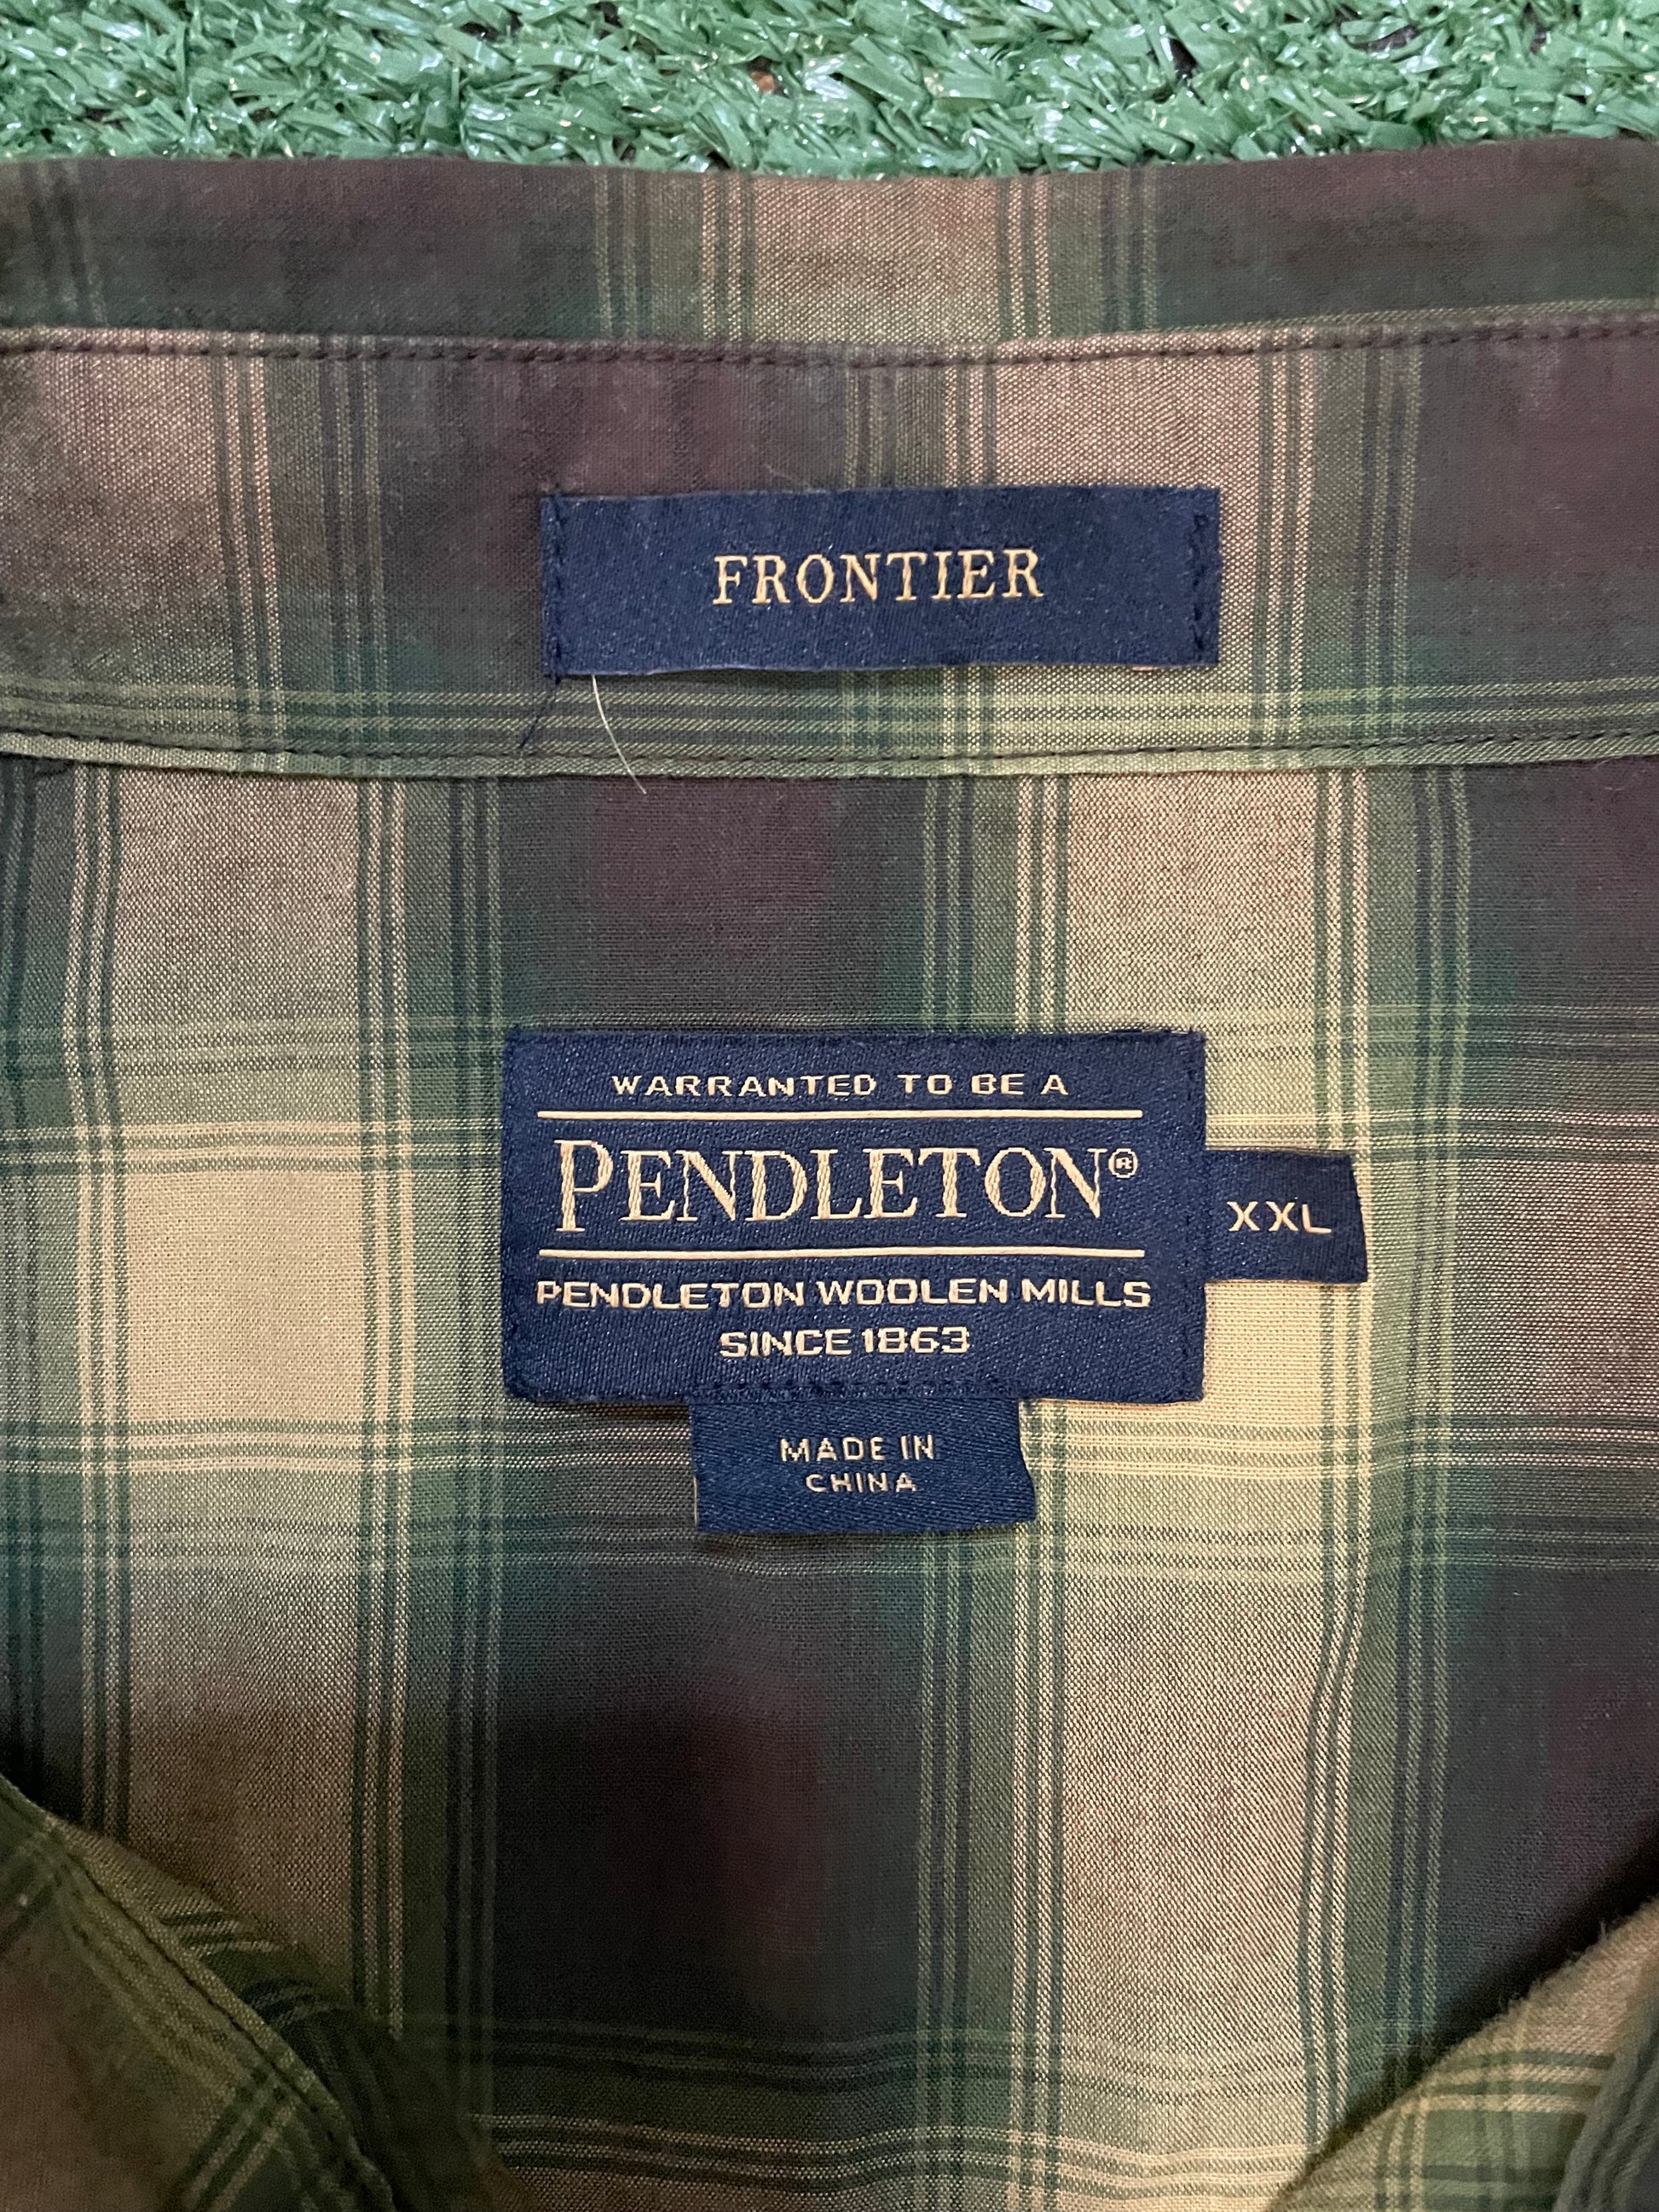 FRONTIER
WARRANTED TO BE A
PENDLETON®
XXL
PENDLETON WOOLEN MILLS
SINCE 1863
MADE IN
CHINA